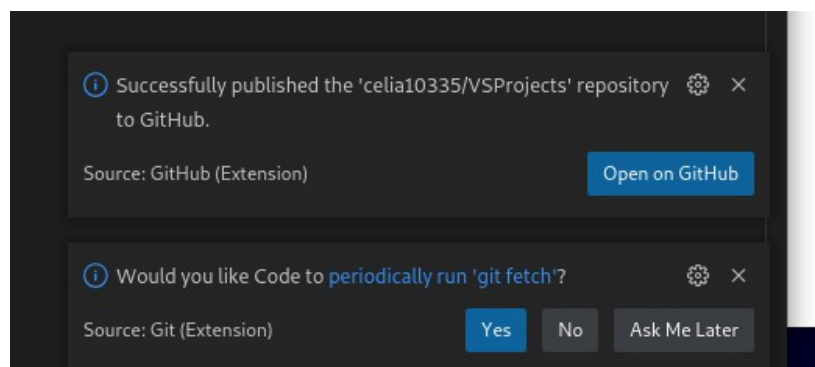 Successfully published the 'celia10335/VSProjects' repository
to GitHub.
Source: GitHub (Extension)
Open on GitHub
Would you like Code to periodically run 'git fetch'?
Source: Git (Extension)
Yes
No
Ask Me Later